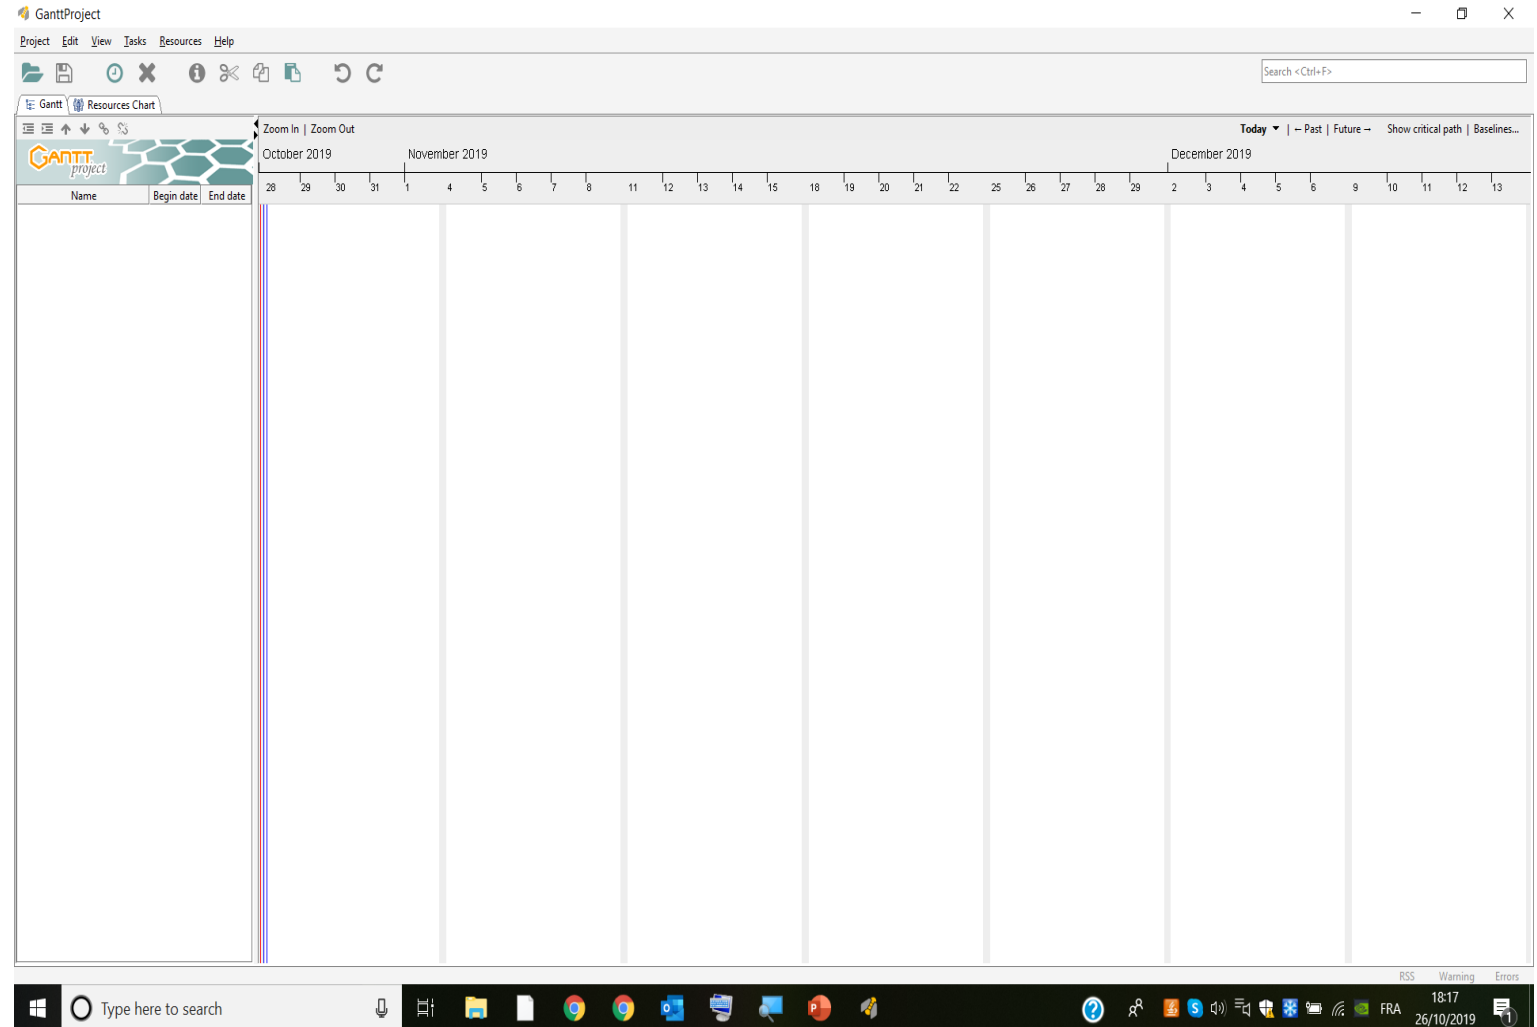 GanttProject
Project Edit View Tasks Resources Help
Search <Ctrl+F>
Gantt Resources Chart
Zoom In | Zoom Out Today ▼ | ←Past | Future→ Show critical path | Baselines...
GANTT project
October 2019 November 2019 December 2019
28 29 30 31 1 4 5 6 7 8 11 12 13 14 15 18 19 20 21 22 25 26 27 28 29 2 3 4 5 6 9 10 11 12 13
Name Begin date End date
RSS Warning Errors
Type here to search
FRA
18:17
26/10/2019
1